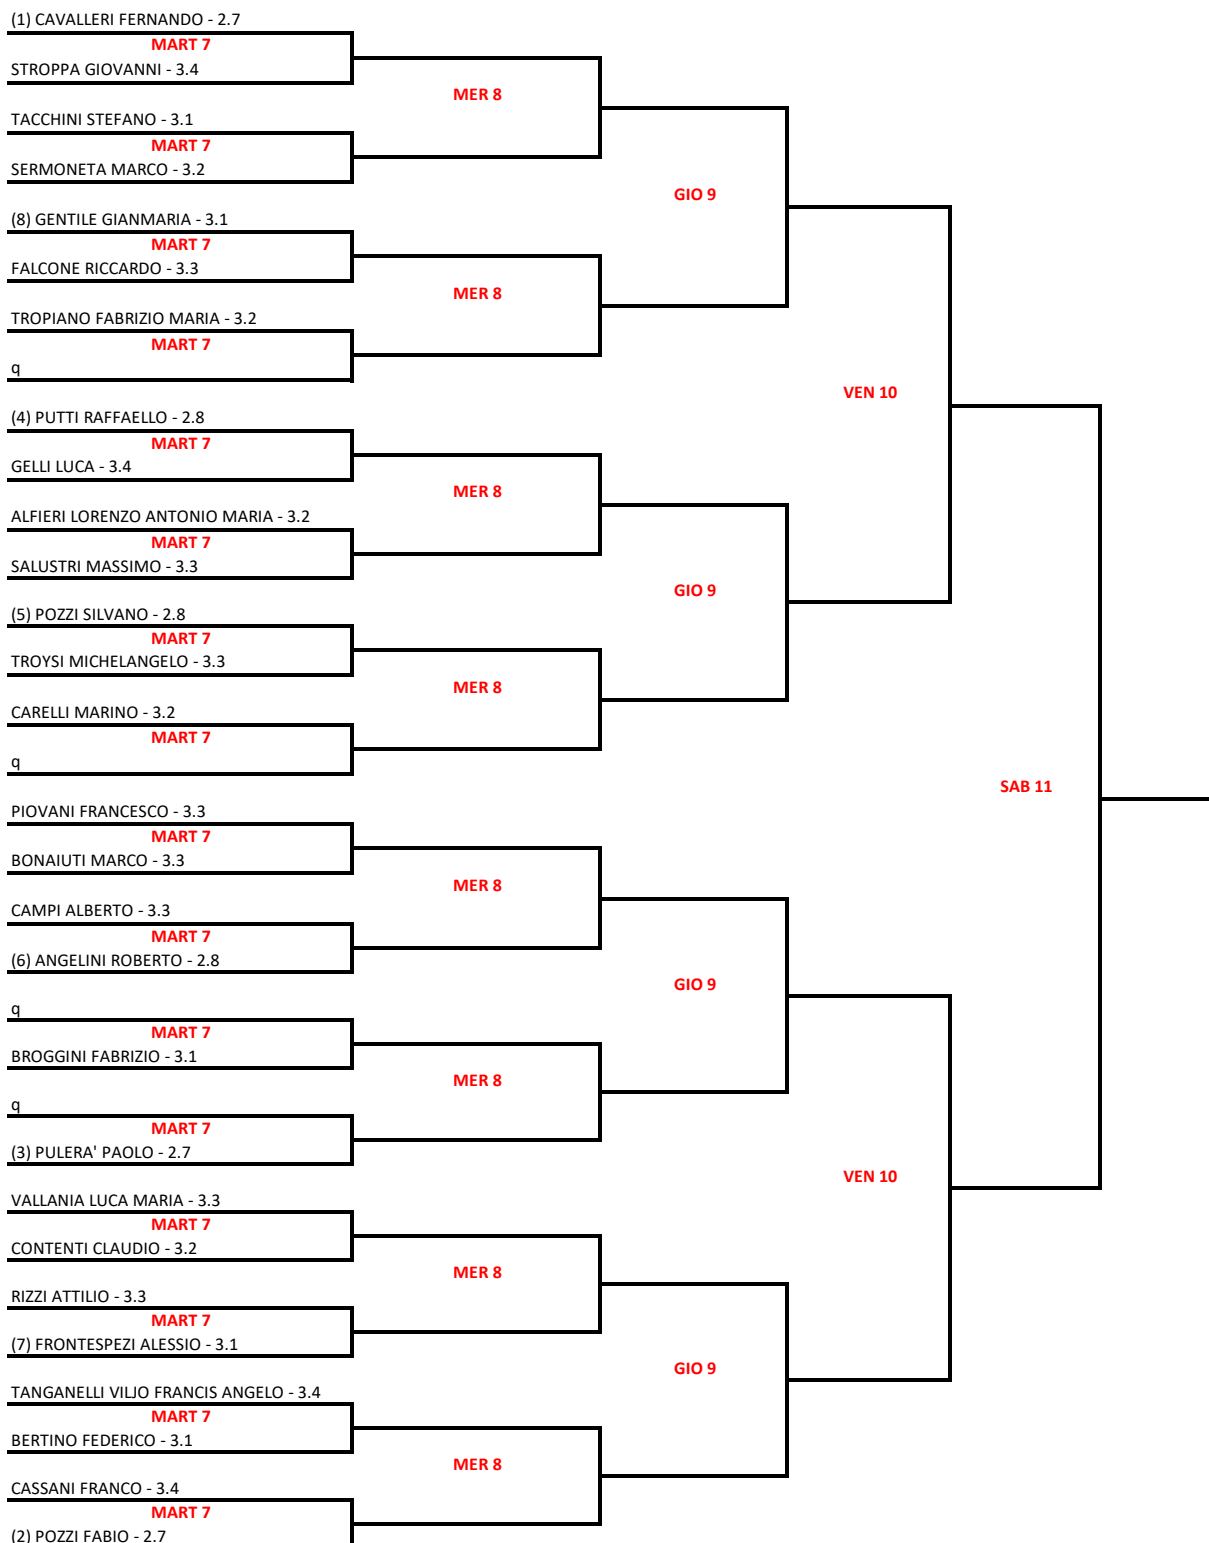 (1) CAVALLERI FERNANDO - 2.7
MART 7
STROPPA GIOVANNI - 3.4
MER 8
TACCHINI STEFANO - 3.1
MART 7
SERMONETA MARCO - 3.2
GIO 9
(8) GENTILE GIANMARIA - 3.1
MART 7
FALCONE RICCARDO - 3.3
MER 8
TROPIANO FABRIZIO MARIA - 3.2
MART 7
q
VEN 10
(4) PUTTI RAFFAELLO - 2.8
MART 7
GELLI LUCA - 3.4
MER 8
ALFIERI LORENZO ANTONIO MARIA - 3.2
MART 7
SALUSTRI MASSIMO - 3.3
GIO 9
(5) POZZI SILVANO - 2.8
MART 7
TROYSI MICHELANGELO - 3.3
MER 8
CARELLI MARINO - 3.2
MART 7
q
SAB 11
PIOVANI FRANCESCO - 3.3
MART 7
BONAIUTI MARCO - 3.3
MER 8
CAMPI ALBERTO - 3.3
MART 7
(6) ANGELINI ROBERTO - 2.8
GIO 9
q
MART 7
BROGGINI FABRIZIO - 3.1
MER 8
q
MART 7
(3) PULERA' PAOLO - 2.7
VEN 10
VALLANIA LUCA MARIA - 3.3
MART 7
CONTENTI CLAUDIO - 3.2
MER 8
RIZZI ATTILIO - 3.3
MART 7
(7) FRONTESPEZI ALESSIO - 3.1
GIO 9
TANGANELLI VILJO FRANCIS ANGELO - 3.4
MART 7
BERTINO FEDERICO - 3.1
MER 8
CASSANI FRANCO - 3.4
MART 7
(2) POZZI FABIO - 2.7